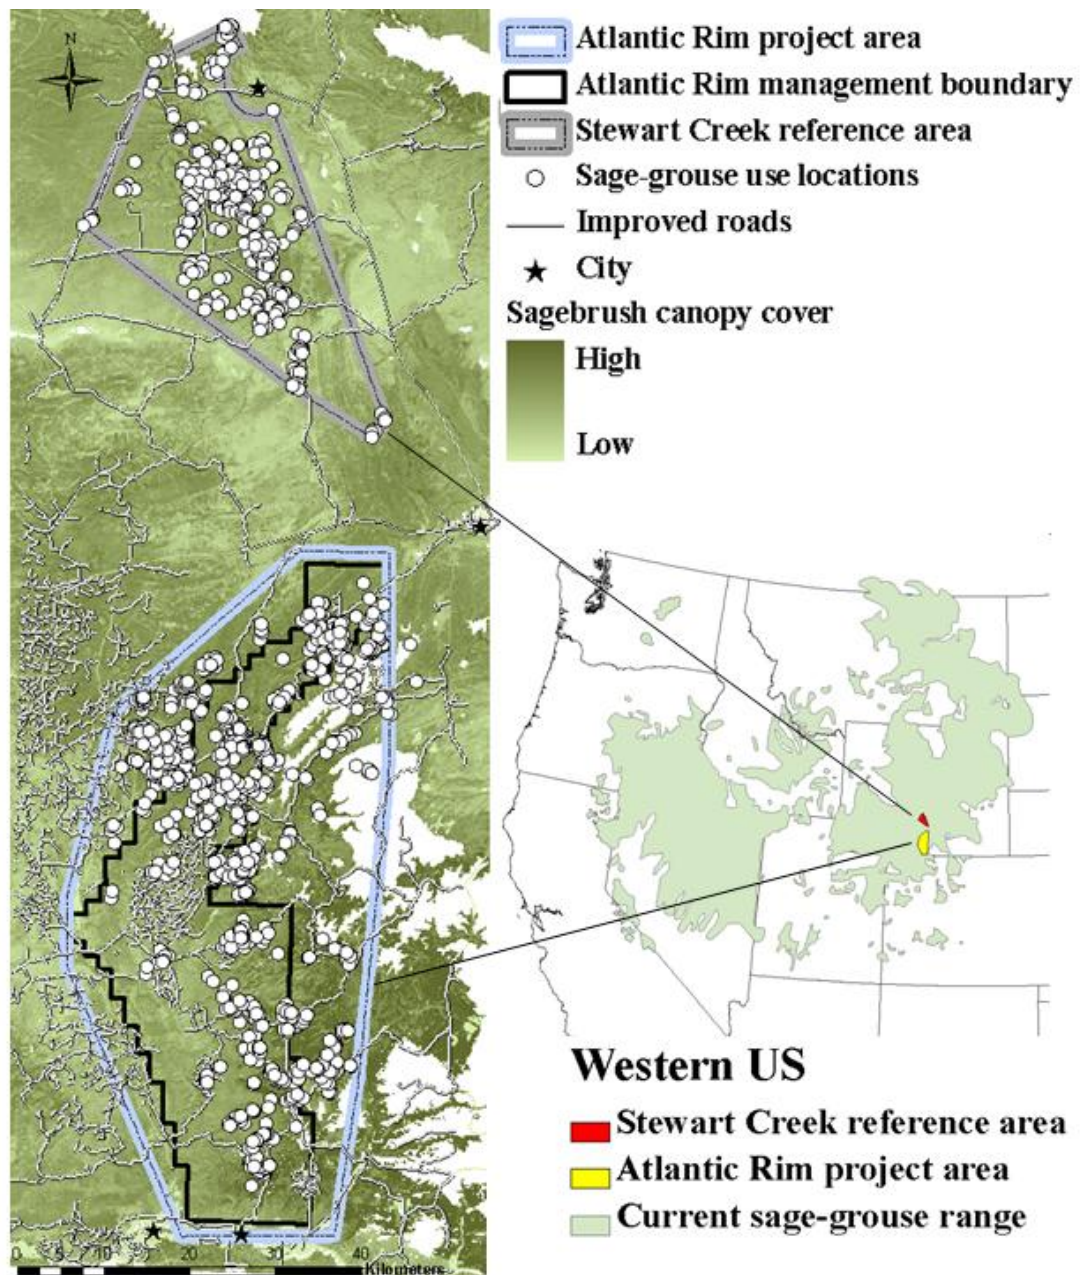 N
Atlantic Rim project area
Atlantic Rim management boundary
Stewart Creek reference area
Sage-grouse use locations
Improved roads
City
Sagebrush canopy cover
High
Low
Western US
Stewart Creek reference area
Atlantic Rim project area
Current sage-grouse range
0 5 10 20 30 40
Kilometers